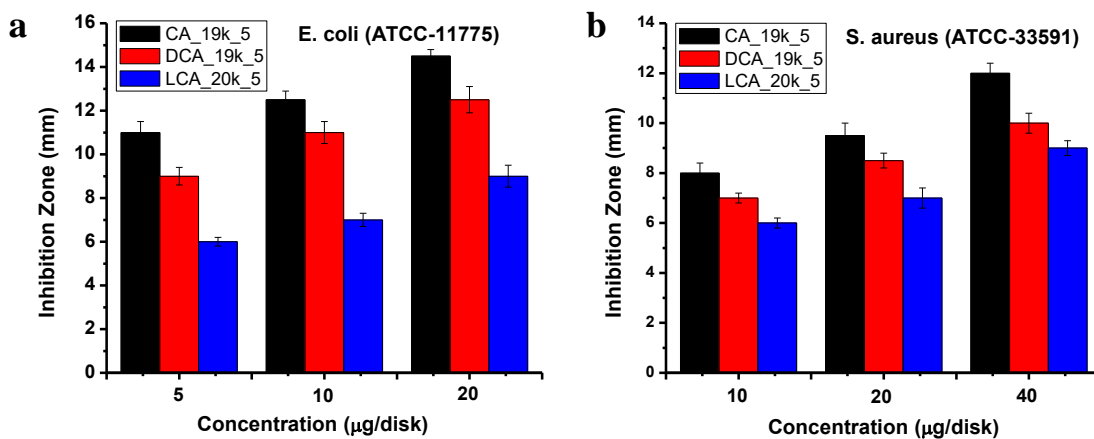 a
E. coli (ATCC-11775)
CA_19k_5
DCA_19k_5
LCA_20k_5
Inhibition Zone (mm)
16
14
12
10
8
6
4
2
0
5
10
20
Concentration (μg/disk)
b
S. aureus (ATCC-33591)
CA_19k_5
DCA_19k_5
LCA_20k_5
Inhibition Zone (mm)
14
12
10
8
6
4
2
0
10
20
40
Concentration (μg/disk)